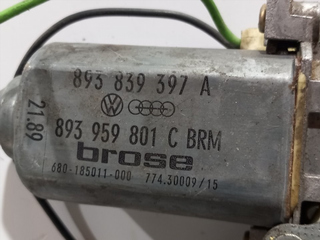 893 839 397 A
21.89
893 959 801 C BRM
brose
680-185011-000 774.30009/15